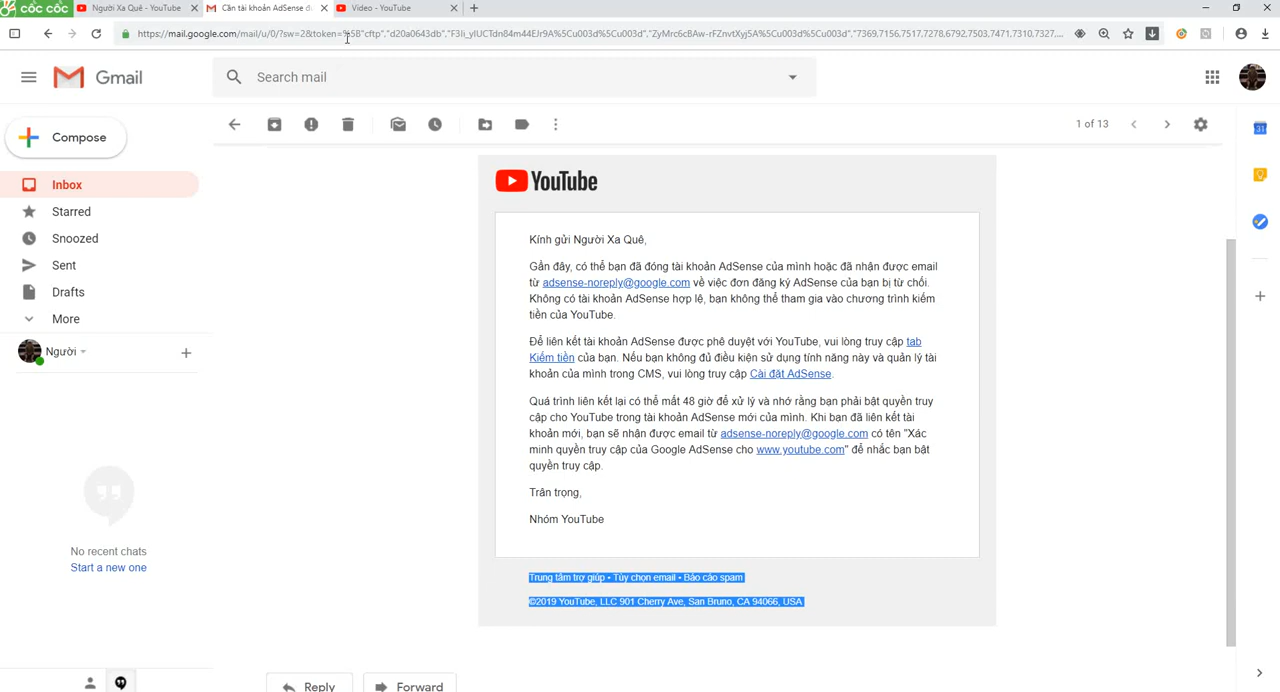 cốc cốc
Người Xa Quê - YouTube
Cần tài khoản AdSense đ
Video - YouTube
Gmail
Search mail
Compose
1 of 13
31
Inbox
Starred
Snoozed
Sent
Drafts
More
Người
No recent chats
Start a new one
YouTube
Kính gửi Người Xa Quê,
Gần đây, có thể bạn đã đóng tài khoản AdSense của mình hoặc đã nhận được email
từ adsense-noreply@google.com về việc đơn đăng ký AdSense của bạn bị từ chối.
Không có tài khoản AdSense hợp lệ, bạn không thể tham gia vào chương trình kiếm
tiền của YouTube.
Để liên kết tài khoản AdSense được phê duyệt với YouTube, vui lòng truy cập tab
Kiếm tiền của bạn. Nếu bạn không đủ điều kiện sử dụng tính năng này và quản lý tài
khoản của mình trong CMS, vui lòng truy cập Cài đặt AdSense.
Quá trình liên kết lại có thể mất 48 giờ để xử lý và nhớ rằng bạn phải bật quyền truy
cập cho YouTube trong tài khoản AdSense mới của mình. Khi bạn đã liên kết tài
khoản mới, bạn sẽ nhận được email từ adsense-noreply@google.com có tên "Xác
minh quyền truy cập của Google AdSense cho www.youtube.com" để nhắc bạn bật
quyền truy cập.
Trân trọng,
Nhóm YouTube
Trung tâm trợ giúp • Tùy chọn email • Báo cáo spam
©2019 YouTube, LLC 901 Cherry Ave, San Bruno, CA 94066, USA
Reply
Forward